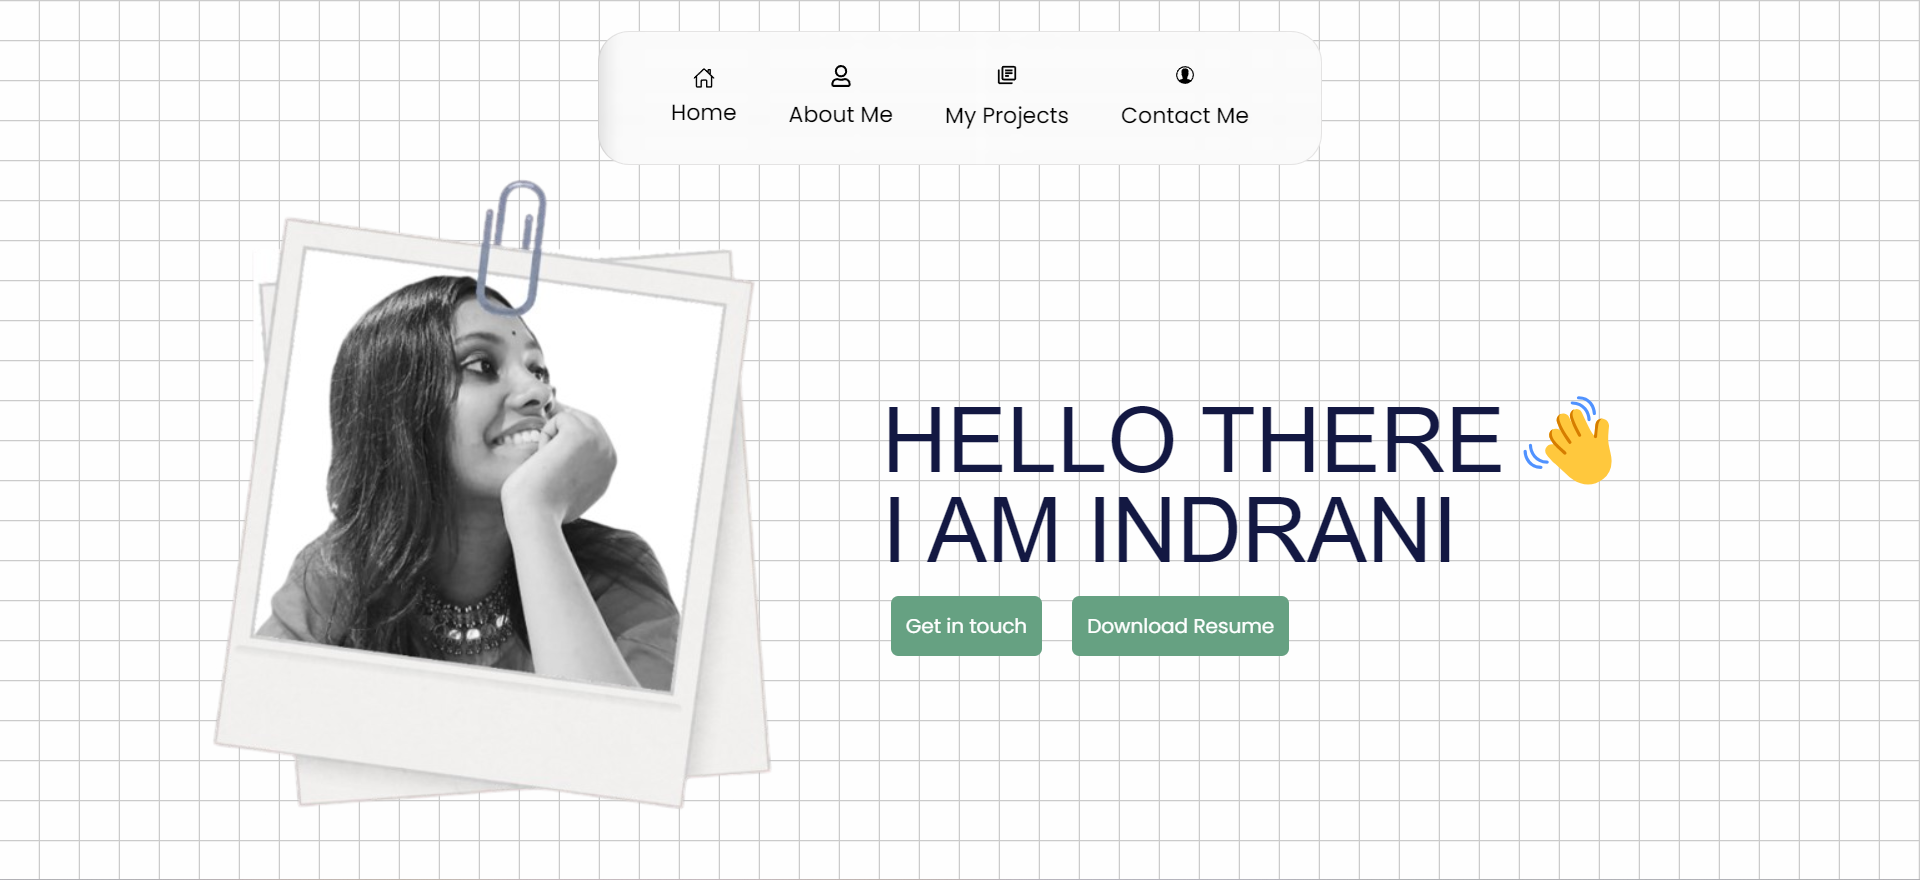 Home
About Me
My Projects
Contact Me
HELLO THERE 👋
I AM INDRANI
Get in touch
Download Resume